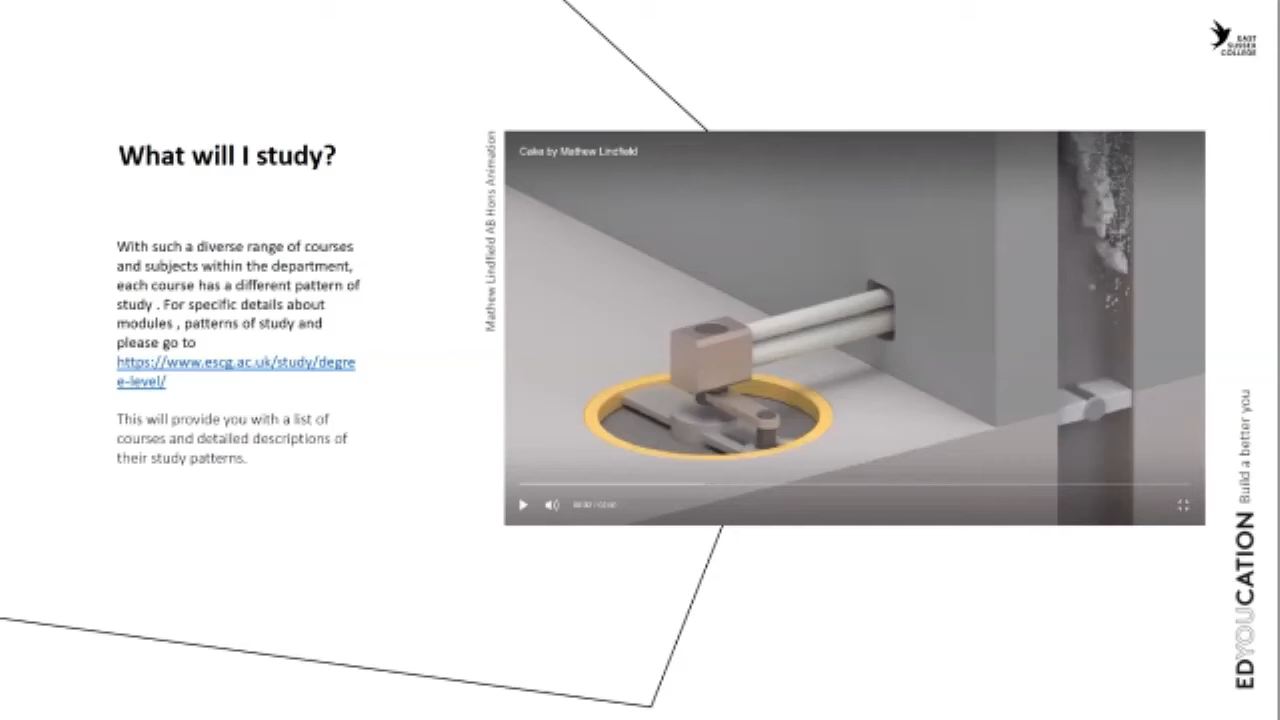 EAST
SUSSEX
COLLEGE
What will I study?
With such a diverse range of courses
and subjects within the department,
each course has a different pattern of
study . For specific details about
modules , patterns of study and
please go to
https://www.escg.ac.uk/study/degre
e-level/
This will provide you with a list of
courses and detailed descriptions of
their study patterns.
Mathew Lindfield AB Hons Animation
Cake by Mathew Lindfield
EDYOUCATION Build a better you